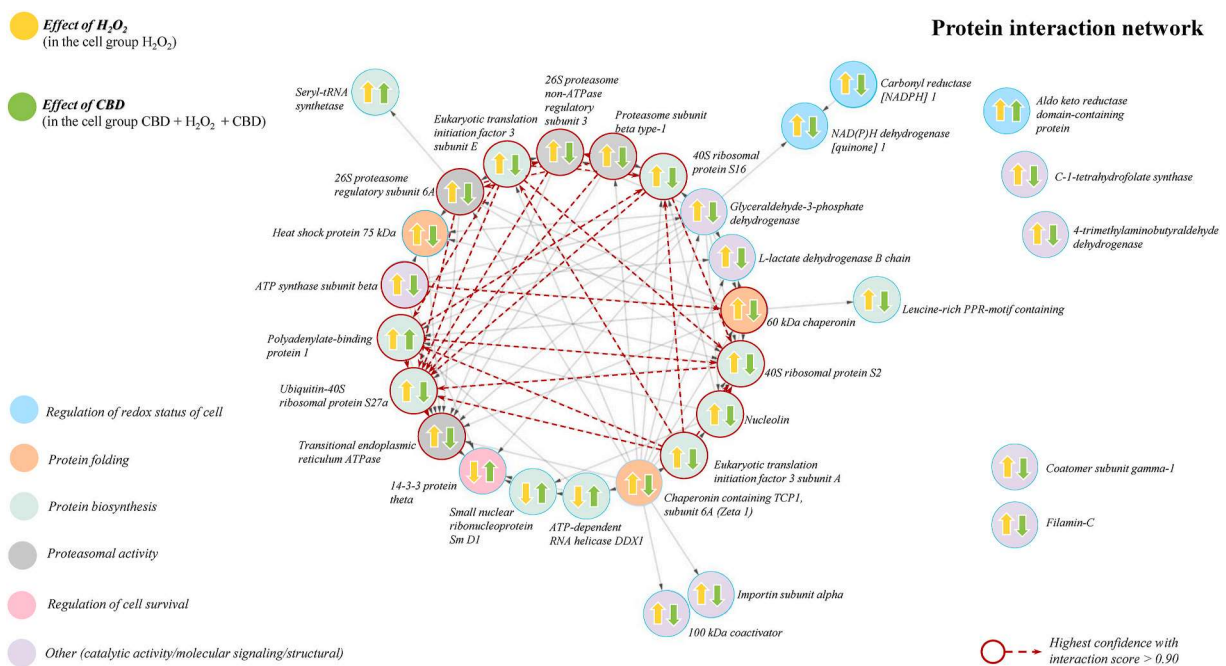 Effect of H₂O₂
(in the cell group H₂O₂)
Protein interaction network
Effect of CBD
(in the cell group CBD + H₂O₂ + CBD)
Seryl-tRNA
synthetase
Eukaryotic translation
initiation factor 3
subunit E
26S proteasome
non-ATPase
regulatory
subunit 3
Proteasome subunit
beta type-1
40S ribosomal
protein S16
Carbonyl reductase
[NADPH] 1
NAD(P)H dehydrogenase
[quinone] 1
Aldo keto reductase
domain-containing
protein
C-1-tetrahydrofolate synthase
4-trimethylaminobutyraldehyde
dehydrogenase
26S proteasome
regulatory subunit 6A
Glyceraldehyde-3-phosphate
dehydrogenase
Heat shock protein 75 kDa
L-lactate dehydrogenase B chain
ATP synthase subunit beta
60 kDa chaperonin
Leucine-rich PPR-motif containing
Polyadenylate-binding
protein 1
40S ribosomal protein S2
Ubiquitin-40S
ribosomal protein S27a
Nucleolin
Transitional endoplasmic
reticulum ATPase
Eukaryotic translation
initiation factor 3 subunit A
14-3-3 protein
theta
Small nuclear
ribonucleoprotein
Sm D1
ATP-dependent
RNA helicase DDX1
Chaperonin containing TCP1,
subunit 6A (Zeta 1)
Coatomer subunit gamma-1
Filamin-C
Importin subunit alpha
100 kDa coactivator
Regulation of redox status of cell
Protein folding
Protein biosynthesis
Proteasomal activity
Regulation of cell survival
Other (catalytic activity/molecular signaling/structural)
Highest confidence with
interaction score > 0.90